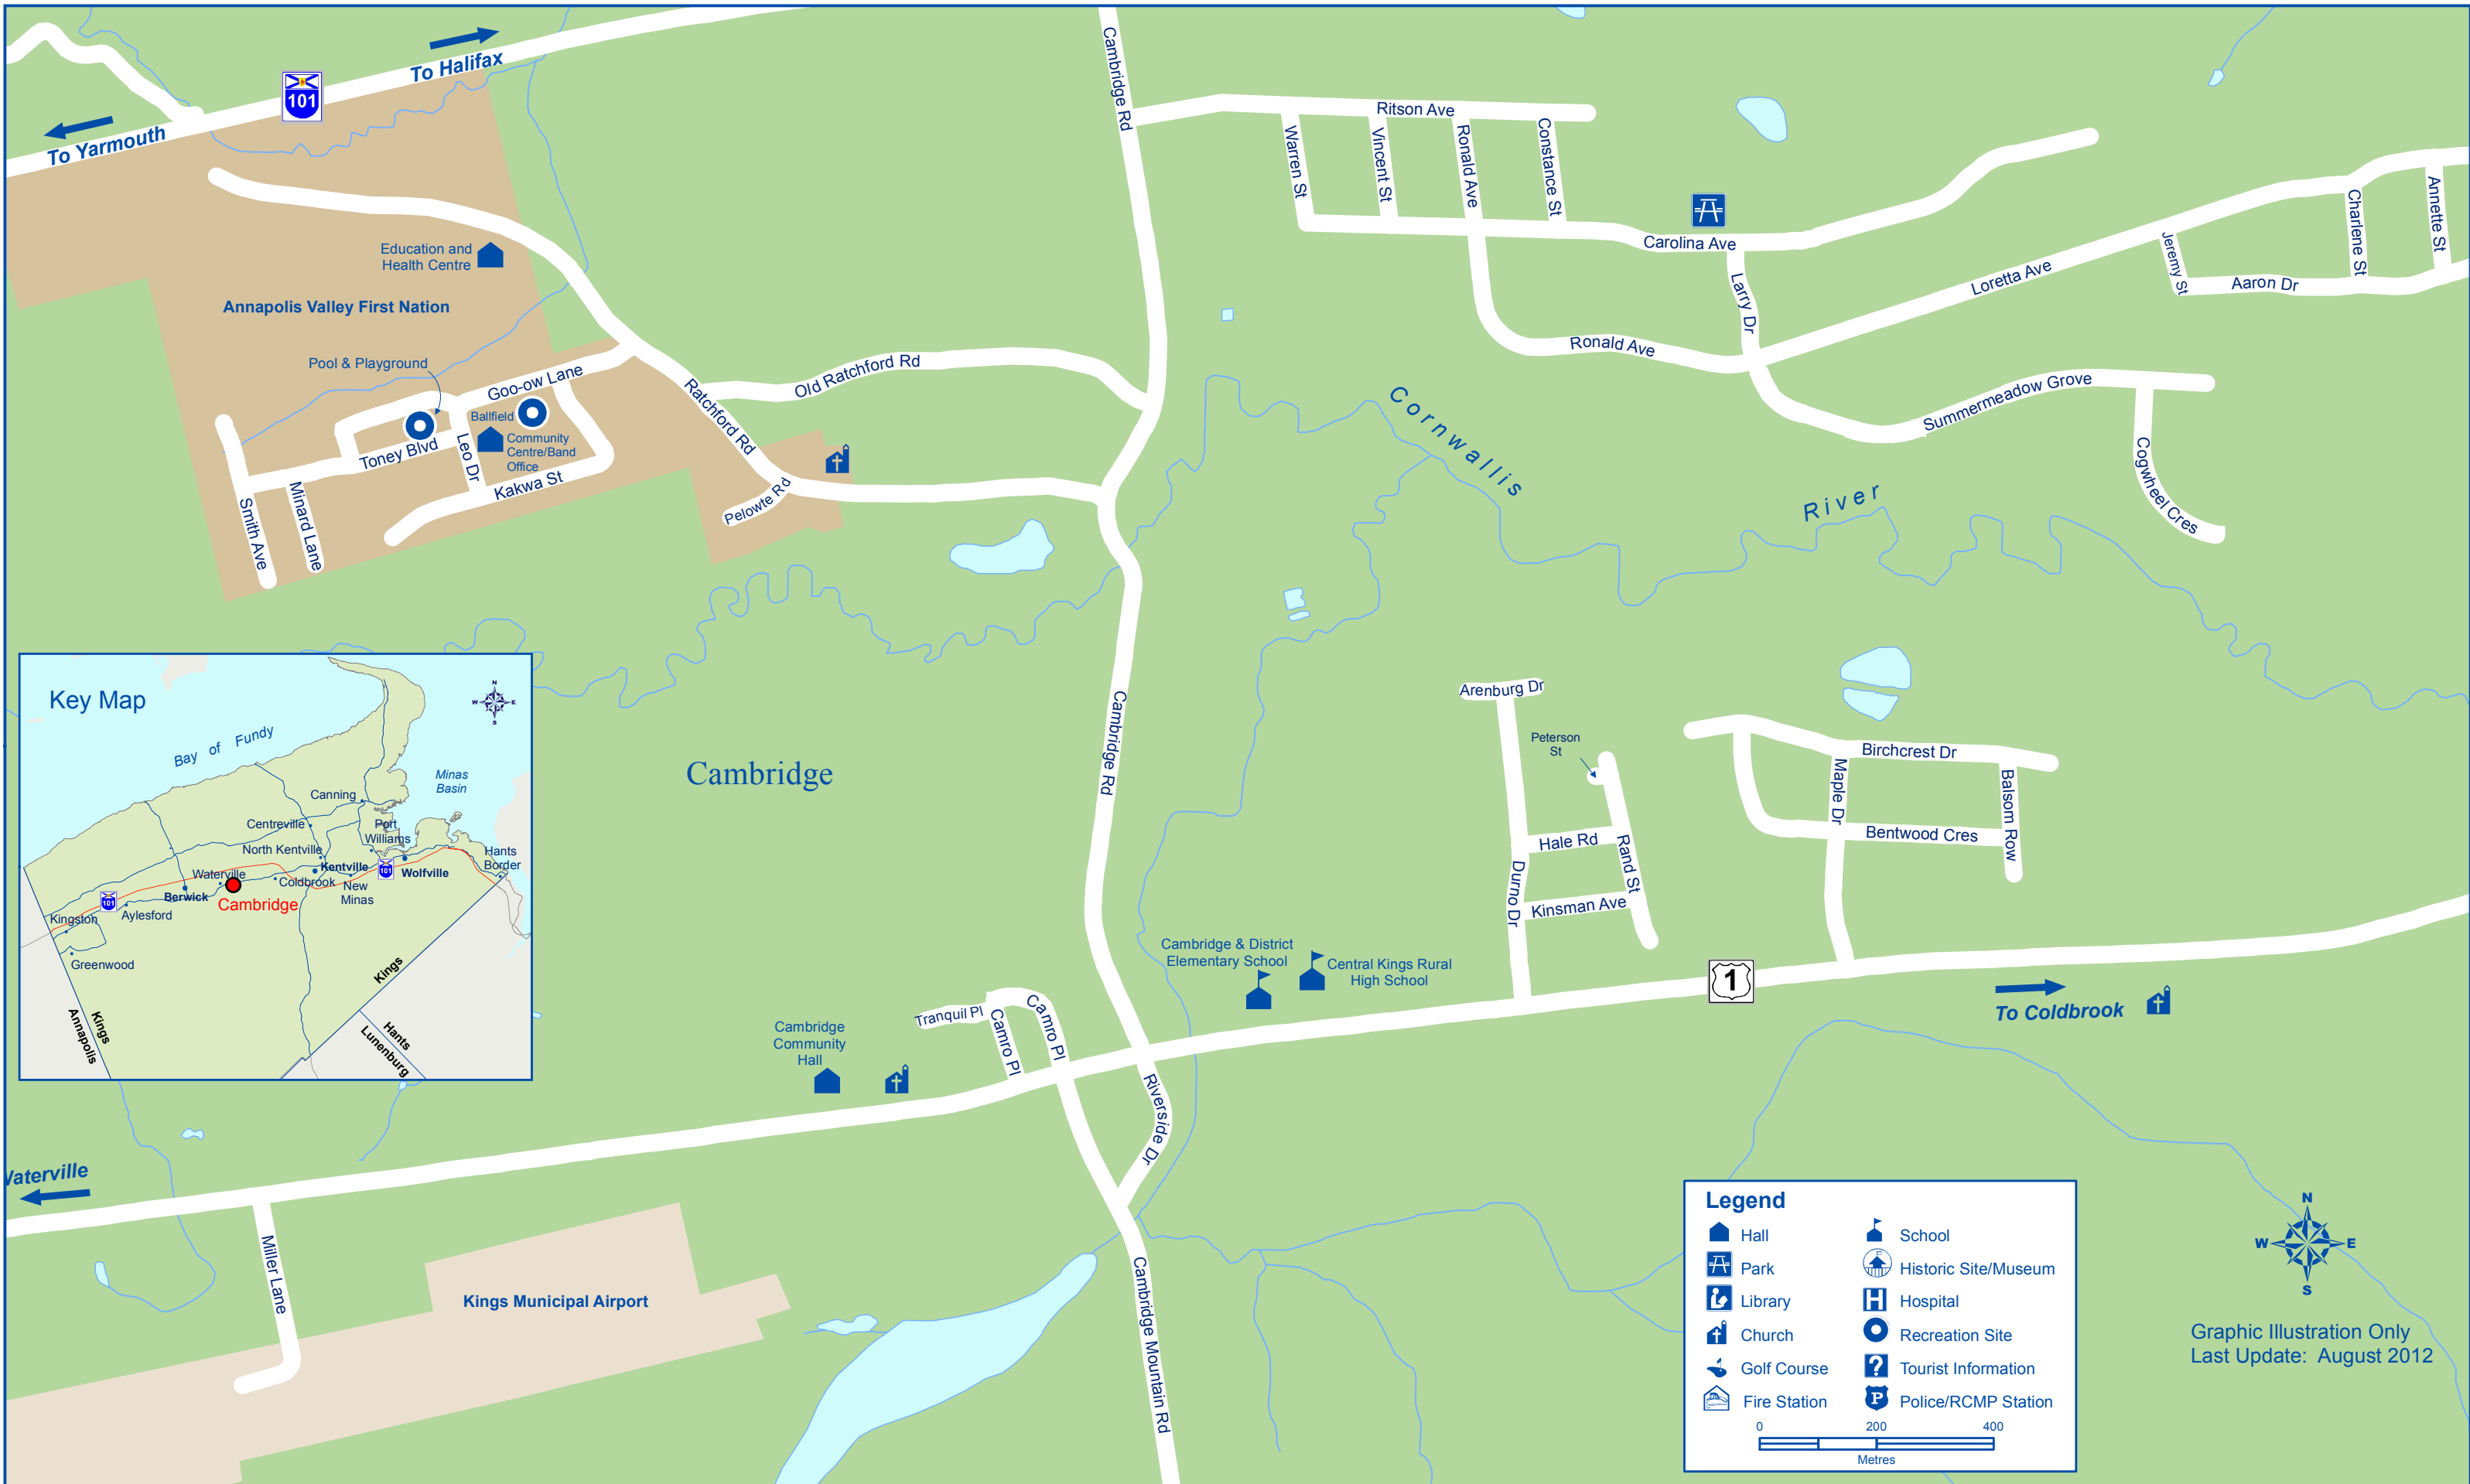 To Halifax
101
To Yarmouth
Cambridge Rd
Ritson Ave
Warren St
Vincent St
Ronald Ave
Constance St
Carolina Ave
Larry Dr
Ronald Ave
Loretta Ave
Jeremy St
Aaron Dr
Charlene St
Annette St
Summermeadow Grove
Cogwheel Cres
Education and
Health Centre
Annapolis Valley First Nation
Pool & Playground
Goo-ow Lane
Ballfield
Community
Centre/Band
Office
Toney Blvd
Leo Dr
Kakwa St
Smith Ave
Minard Lane
Ratchford Rd
Old Ratchford Rd
Pelowte Rd
Cornwallis
River
Key Map
N
W
E
S
Bay of Fundy
Minas
Basin
Canning
Centreville
Port
Williams
North Kentville
Kentville
101
Wolfville
Hants
Border
Waterville
Berwick
Coldbrook
New
Minas
Cambridge
101
Kingston
Aylesford
Greenwood
Kings
Kings
Annapolis
Hants
Lunenburg
Cambridge
Cambridge Rd
Arenburg Dr
Peterson
St
Hale Rd
Rand St
Durno Dr
Kinsman Ave
Birchcrest Dr
Maple Dr
Balsom Row
Bentwood Cres
Cambridge & District
Elementary School
Central Kings Rural
High School
1
To Coldbrook
Tranquil Pl
Camro Pl
Camro Pl
Cambridge
Community
Hall
Riverside Dr
Waterville
Miller Lane
Kings Municipal Airport
Cambridge Mountain Rd
Legend
Hall
School
Park
Historic Site/Museum
Library
H
Hospital
Church
Recreation Site
Golf Course
?
Tourist Information
Fire Station
P
Police/RCMP Station
0
200
400
Metres
N
W
E
S
Graphic Illustration Only
Last Update: August 2012